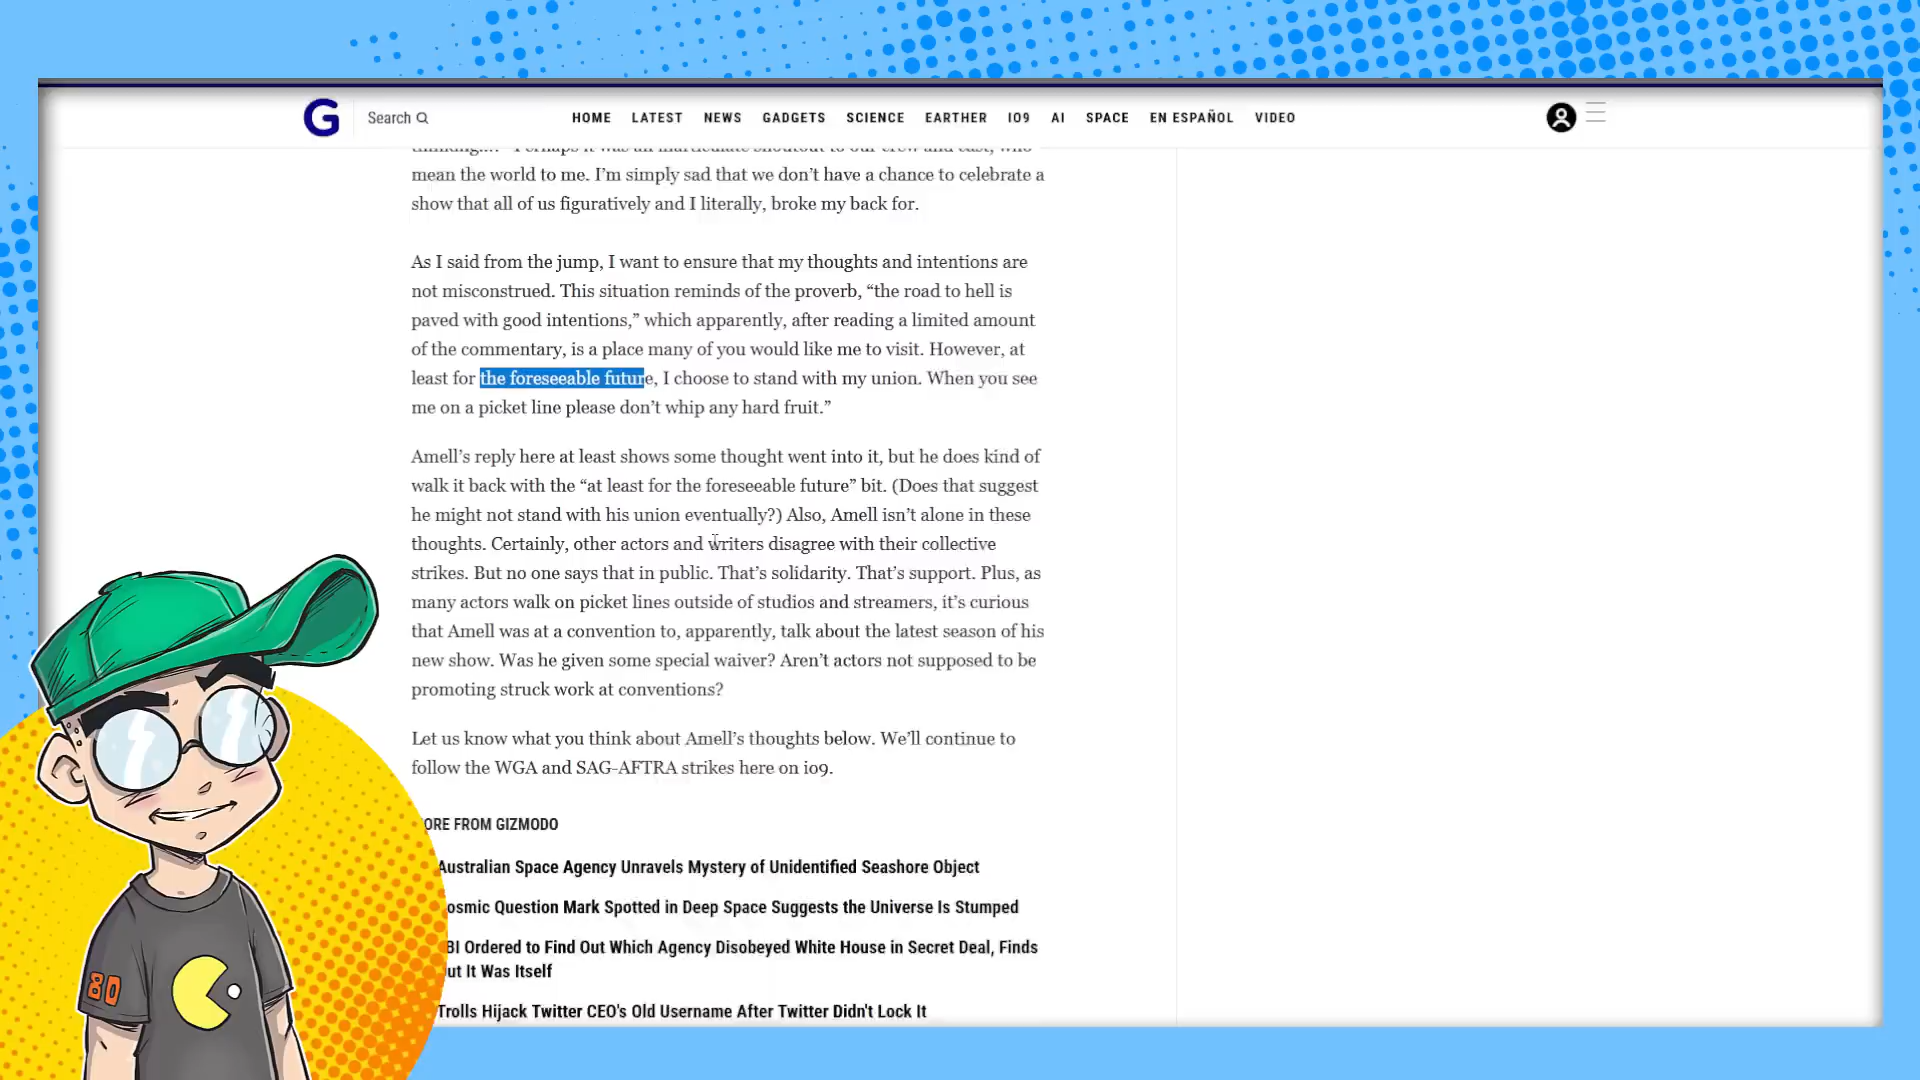 G
Search
HOME LATEST NEWS GADGETS SCIENCE EARTHER IO9 AI SPACE EN ESPAÑOL VIDEO
mean the world to me. I’m simply sad that we don’t have a chance to celebrate a
show that all of us figuratively and I literally, broke my back for.
As I said from the jump, I want to ensure that my thoughts and intentions are
not misconstrued. This situation reminds of the proverb, “the road to hell is
paved with good intentions,” which apparently, after reading a limited amount
of the commentary, is a place many of you would like me to visit. However, at
least for the foreseeable future, I choose to stand with my union. When you see
me on a picket line please don’t whip any hard fruit.”
Amell’s reply here at least shows some thought went into it, but he does kind of
walk it back with the “at least for the foreseeable future” bit. (Does that suggest
he might not stand with his union eventually?) Also, Amell isn’t alone in these
thoughts. Certainly, other actors and writers disagree with their collective
strikes. But no one says that in public. That’s solidarity. That’s support. Plus, as
many actors walk on picket lines outside of studios and streamers, it’s curious
that Amell was at a convention to, apparently, talk about the latest season of his
new show. Was he given some special waiver? Aren’t actors not supposed to be
promoting struck work at conventions?
Let us know what you think about Amell’s thoughts below. We’ll continue to
follow the WGA and SAG-AFTRA strikes here on io9.
ORE FROM GIZMODO
Australian Space Agency Unravels Mystery of Unidentified Seashore Object
osmic Question Mark Spotted in Deep Space Suggests the Universe Is Stumped
BI Ordered to Find Out Which Agency Disobeyed White House in Secret Deal, Finds
ut It Was Itself
Trolls Hijack Twitter CEO's Old Username After Twitter Didn't Lock It
80